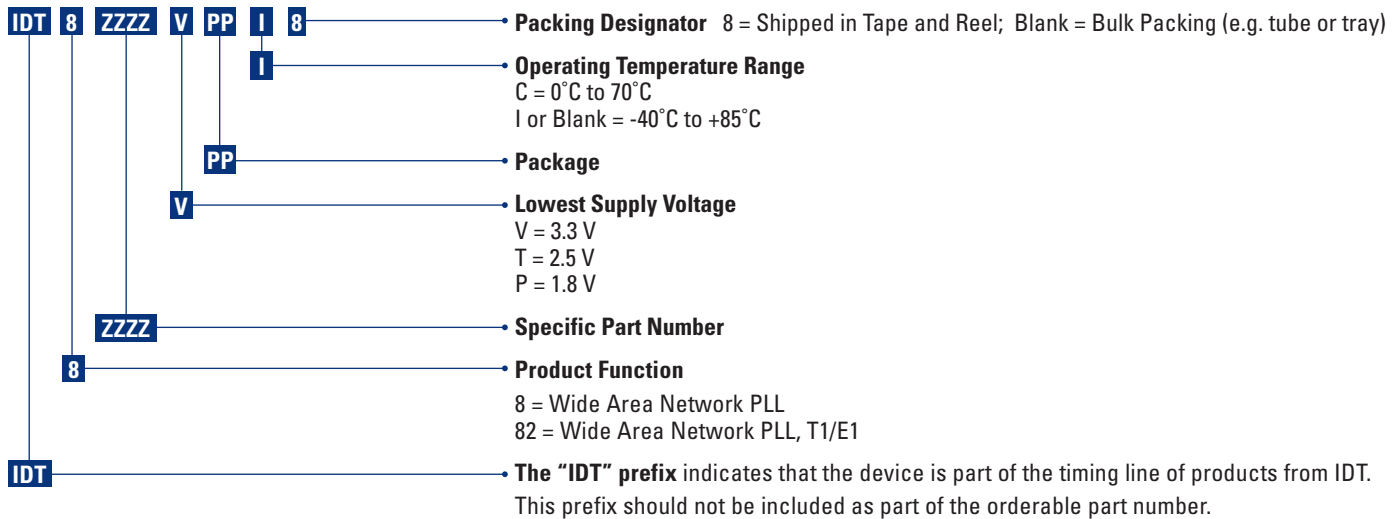 IDT 8 ZZZZ V PP I 8 Packing Designator 8 = Shipped in Tape and Reel; Blank = Bulk Packing (e.g. tube or tray)
I Operating Temperature Range
C = 0˚C to 70˚C
I or Blank = -40˚C to +85˚C
PP Package
V Lowest Supply Voltage
V = 3.3 V
T = 2.5 V
P = 1.8 V
ZZZZ Specific Part Number
8 Product Function
8 = Wide Area Network PLL
82 = Wide Area Network PLL, T1/E1
IDT The “IDT” prefix indicates that the device is part of the timing line of products from IDT.
This prefix should not be included as part of the orderable part number.